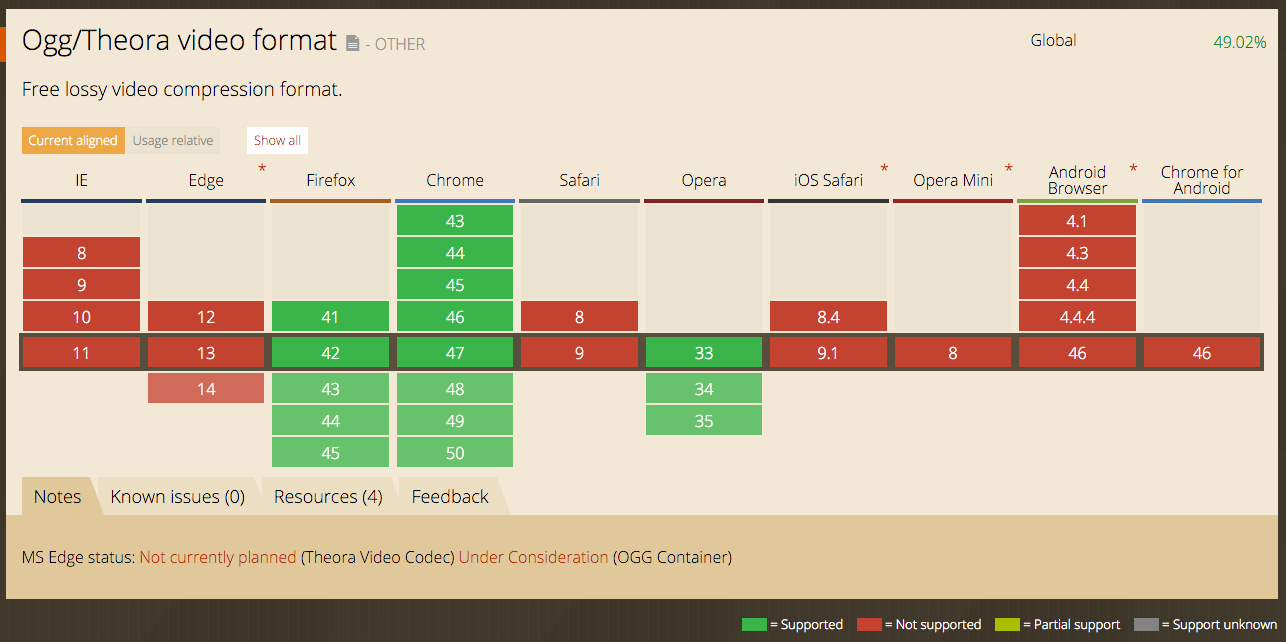 Ogg/Theora video format - OTHER Global 49.02%
Free lossy video compression format.
Current aligned Usage relative Show all
IE Edge * Firefox Chrome Safari Opera iOS Safari * Opera Mini * Android Browser * Chrome for Android
43 4.1
8 44 4.3
9 45 4.4
10 12 41 46 8 8.4 4.4.4
11 13 42 47 9 33 9.1 8 46 46
14 43 48 34
44 49 35
45 50
Notes Known issues (0) Resources (4) Feedback
MS Edge status: Not currently planned (Theora Video Codec) Under Consideration (OGG Container)
= Supported = Not supported = Partial support = Support unknown